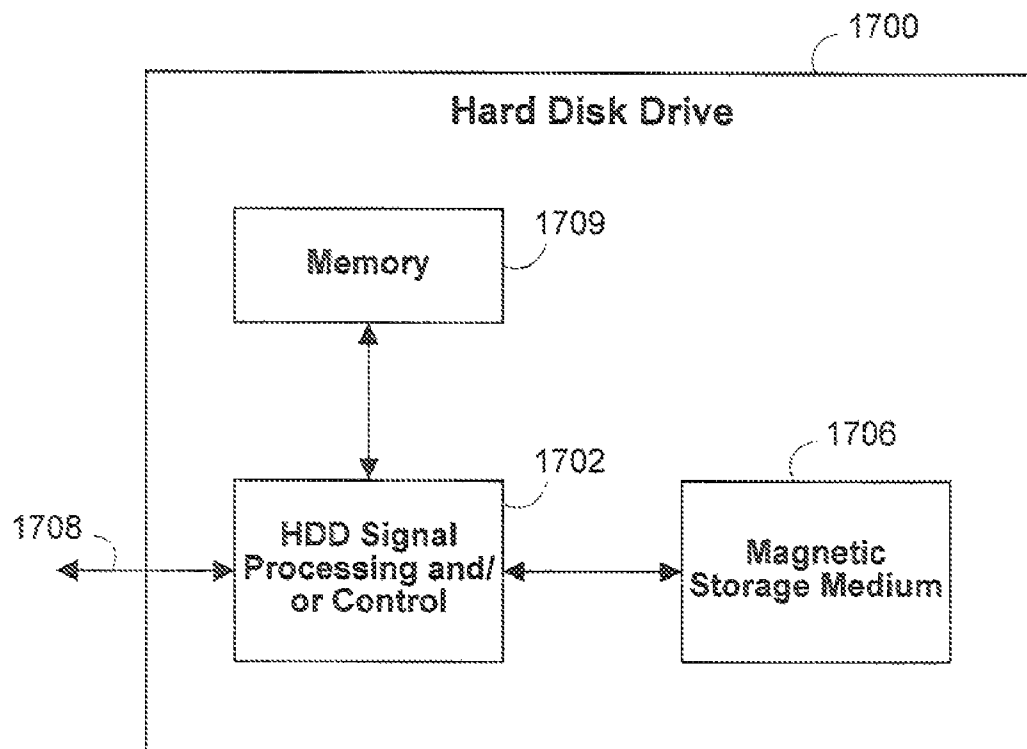 1700
Hard Disk Drive
1709
Memory
1702
1706
1708
HDD Signal
Processing and/
or Control
Magnetic
Storage Medium